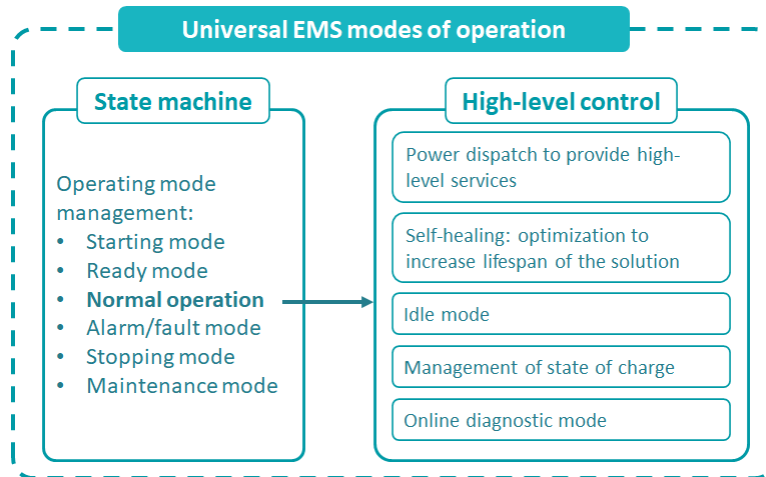 Universal EMS modes of operation
State machine
Operating mode
management:
• Starting mode
• Ready mode
• Normal operation
• Alarm/fault mode
• Stopping mode
• Maintenance mode
High-level control
Power dispatch to provide high-
level services
Self-healing: optimization to
increase lifespan of the solution
Idle mode
Management of state of charge
Online diagnostic mode